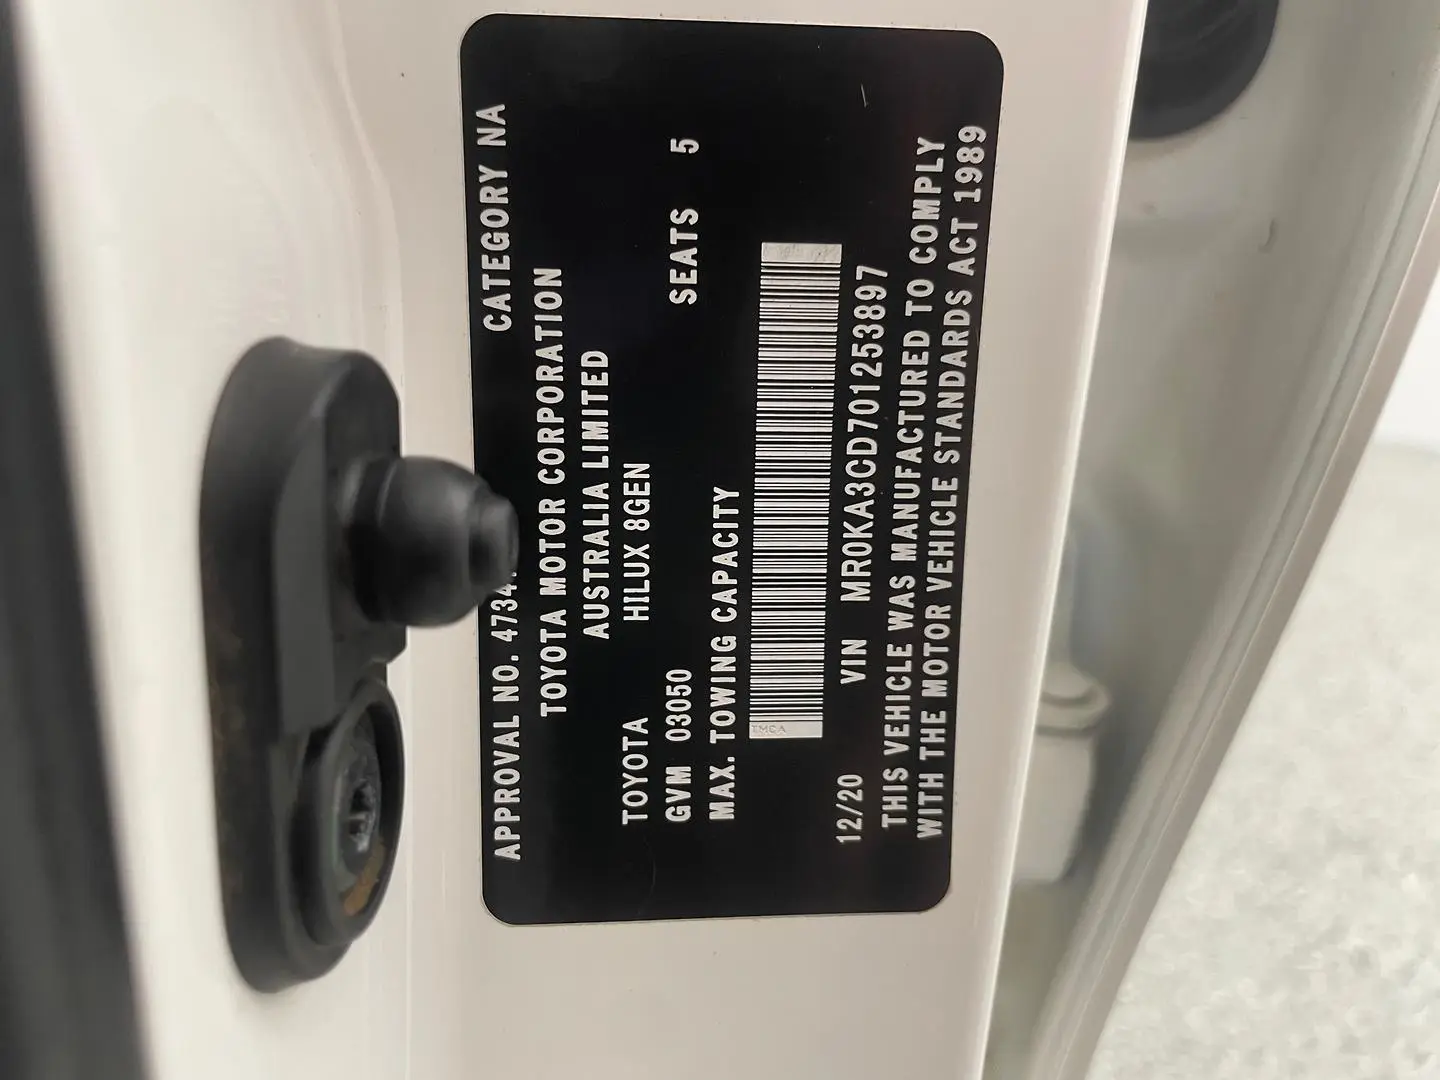 APPROVAL NO. 4734 CATEGORY NA
TOYOTA MOTOR CORPORATION
AUSTRALIA LIMITED
TOYOTA HILUX 8GEN
GVM 03050 SEATS 5
MAX. TOWING CAPACITY
TMCA
12/20 VIN MR0KA3CD701253897
THIS VEHICLE WAS MANUFACTURED TO COMPLY
WITH THE MOTOR VEHICLE STANDARDS ACT 1989